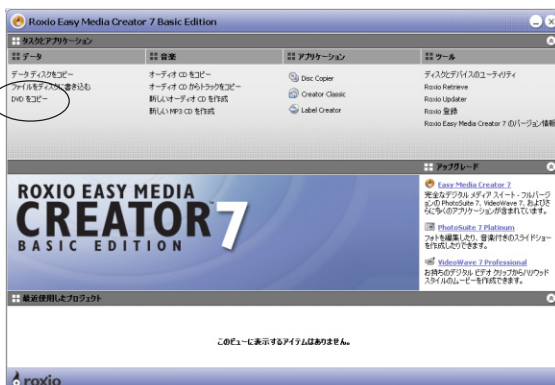 Roxio Easy Media Creator 7 Basic Edition
タスクとアプリケーション
データ
データ ディスクをコピー
ファイルをディスクに書き込む
DVD をコピー
音楽
オーディオ CD をコピー
オーディオ CD からトラックをコピー
新しいオーディオ CD を作成
新しい MP3 CD を作成
アプリケーション
Disc Copier
Creator Classic
Label Creator
ツール
ディスクとデバイスのユーティリティ
Roxio Retrieve
Roxio Updater
Roxio 登録
Roxio Easy Media Creator 7 のバージョン情報
アップグレード
ROXIO EASY MEDIA
CREATOR 7
BASIC EDITION
Easy Media Creator 7
完全なデジタル メディア スイート - フルバージ
ョンの PhotoSuite 7、VideoWave 7、およびさ
らに多くのアプリケーションが含まれています。
PhotoSuite 7 Platinum
フォトを編集したり、音楽付きのスライドショー
を作成したりできます。
VideoWave 7 Professional
お持ちのデジタル ビデオ クリップからハリウッド
スタイルのムービーを作成できます。
最近使用したプロジェクト
このビューに表示するアイテムはありません。
roxio